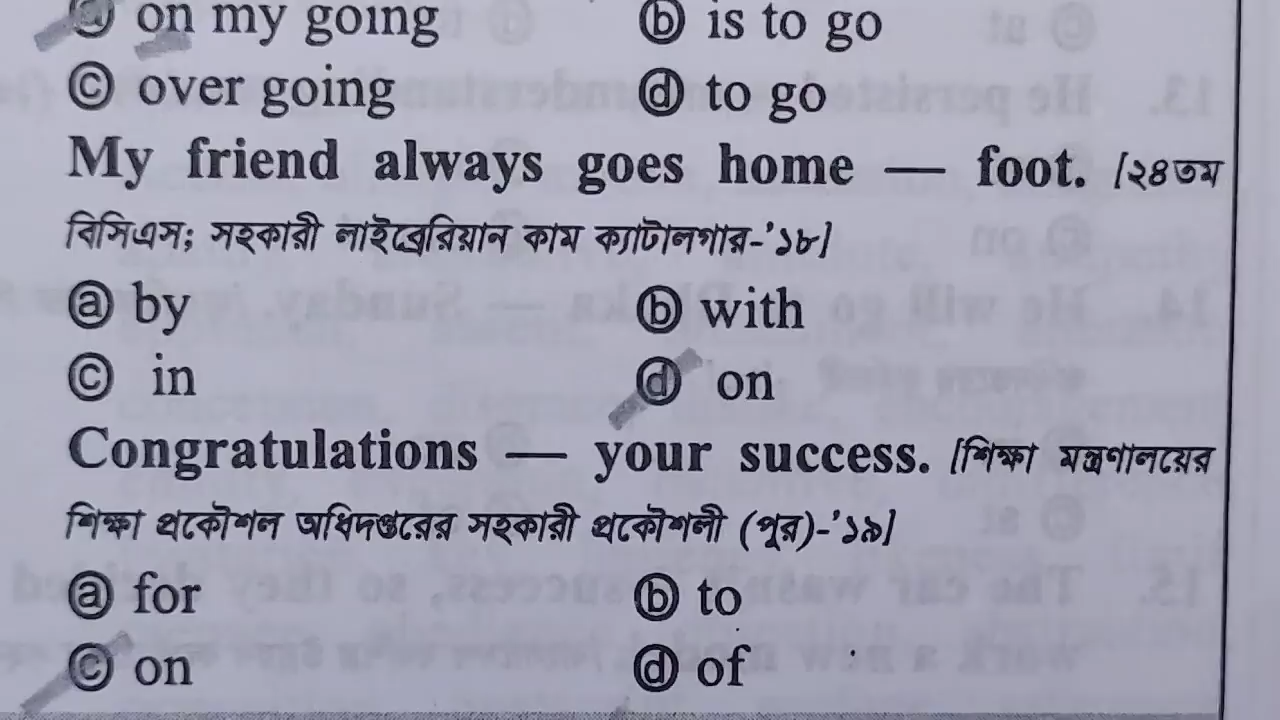 ⓐ on my going ⓑ is to go
ⓒ over going ⓓ to go
My friend always goes home — foot. [২৪তম
বিসিএস; সহকারী লাইব্রেরিয়ান কাম ক্যাটালগার-'১৮]
ⓐ by ⓑ with
ⓒ in ⓓ on
Congratulations — your success. [শিক্ষা মন্ত্রণালয়ের
শিক্ষা প্রকৌশল অধিদপ্তরের সহকারী প্রকৌশলী (পুর)-'১৯]
ⓐ for ⓑ to
ⓒ on ⓓ of